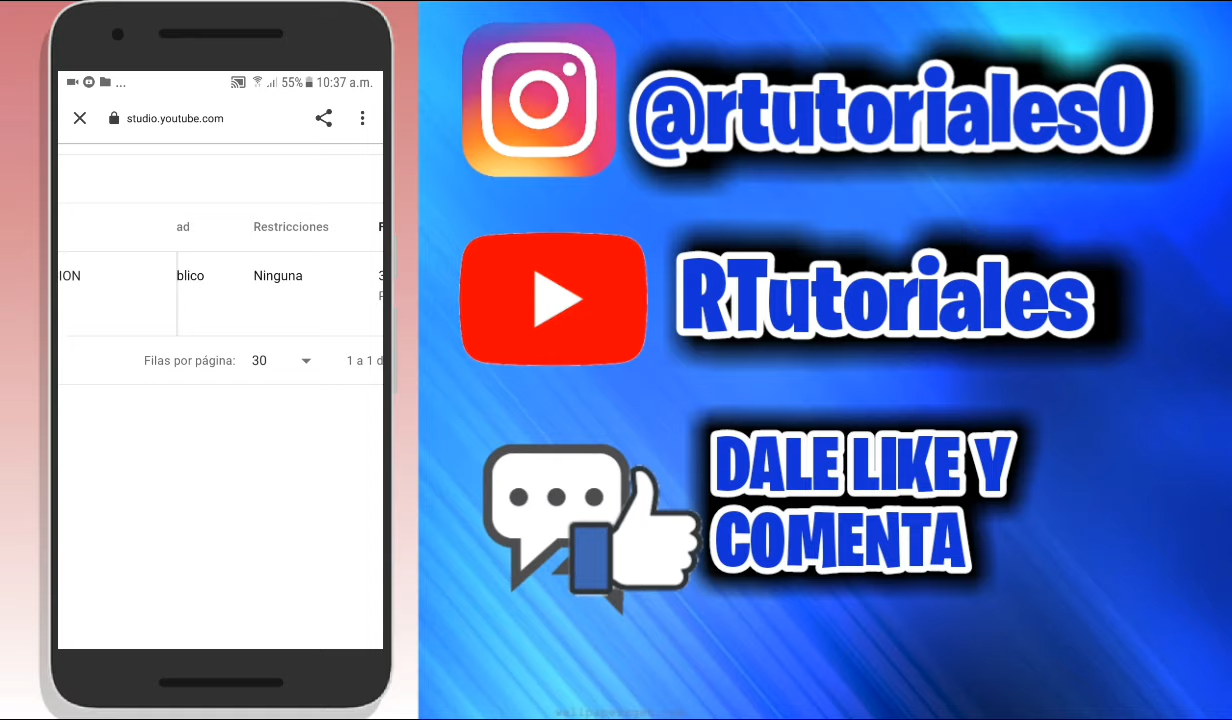 ... 55% 10:37 a.m.
studio.youtube.com
ad Restricciones F
ION blico Ninguna 3
P
Filas por página: 30 1 a 1 d
@rtutoriales0
RTutoriales
DALE LIKE Y
COMENTA